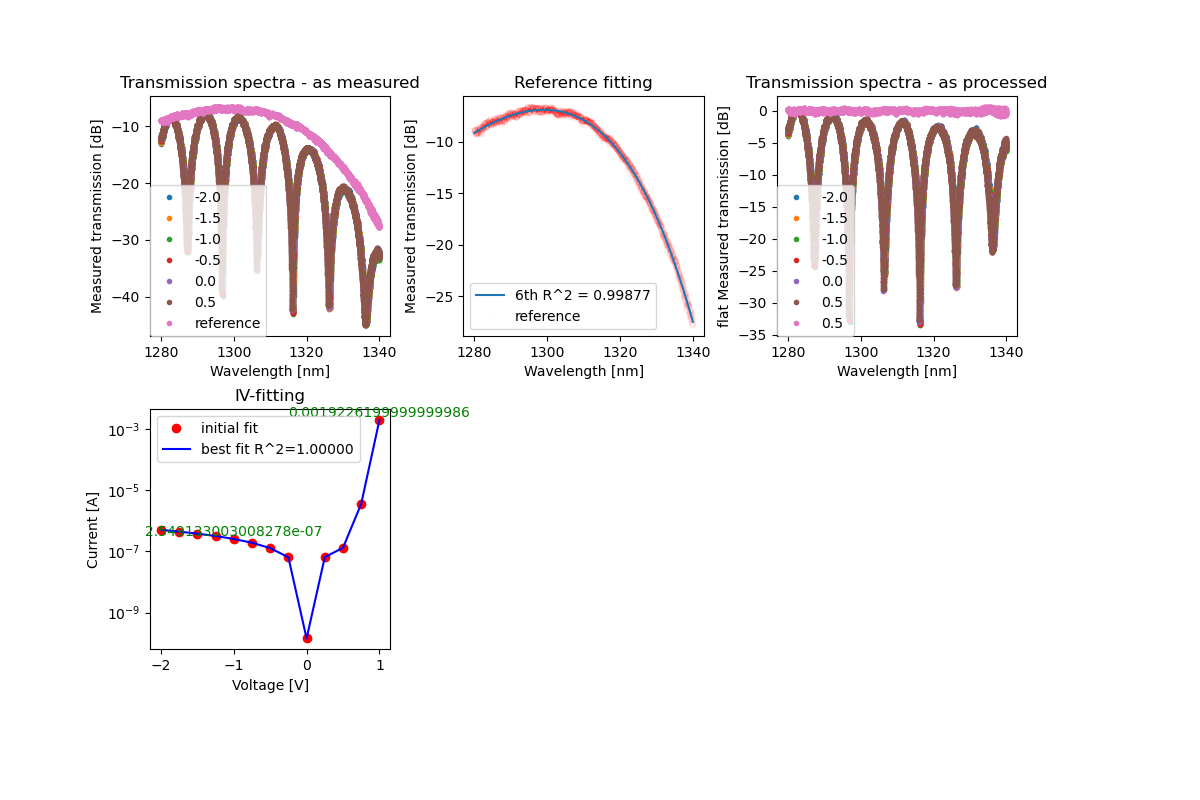 Transmission spectra - as measured
Measured transmission [dB]
−10
−20
−30
−40
-2.0
-1.5
-1.0
-0.5
0.0
0.5
reference
1280
1300
1320
1340
Wavelength [nm]
Reference fitting
Measured transmission [dB]
−10
−15
−20
−25
6th R^2 = 0.99877
reference
1280
1300
1320
1340
Wavelength [nm]
Transmission spectra - as processed
flat Measured transmission [dB]
0
−5
−10
−15
−20
−25
−30
−35
-2.0
-1.5
-1.0
-0.5
0.0
0.5
0.5
1280
1300
1320
1340
Wavelength [nm]
IV-fitting
0.0019226199999999986
initial fit
best fit R^2=1.00000
Current [A]
10⁻³
10⁻⁵
10⁻⁷
10⁻⁹
−2
−1
0
1
Voltage [V]